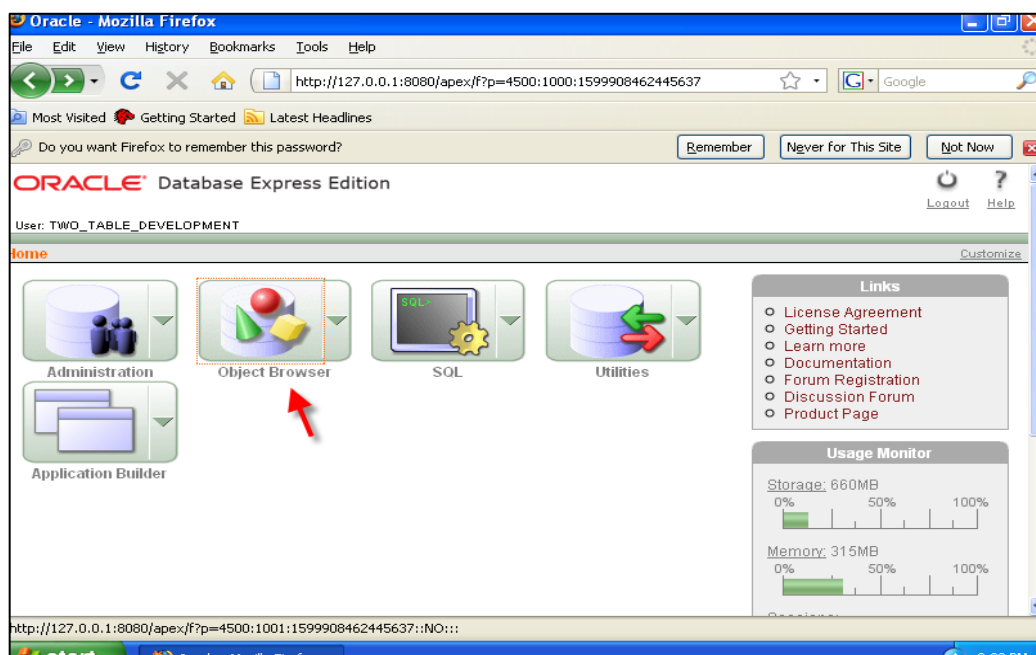 Oracle - Mozilla Firefox
File Edit View History Bookmarks Tools Help
http://127.0.0.1:8080/apex/f?p=4500:1000:1599908462445637
G Google
Most Visited Getting Started Latest Headlines
Do you want Firefox to remember this password? Remember Never for This Site Not Now
ORACLE Database Express Edition
Logout Help
User: TWO_TABLE_DEVELOPMENT
Home Customize
SQL>
Administration Object Browser SQL Utilities
Application Builder
Links
License Agreement
Getting Started
Learn more
Documentation
Forum Registration
Discussion Forum
Product Page
Usage Monitor
Storage: 660MB
0% 50% 100%
Memory: 315MB
0% 50% 100%
http://127.0.0.1:8080/apex/f?p=4500:1001:1599908462445637::NO:::
start